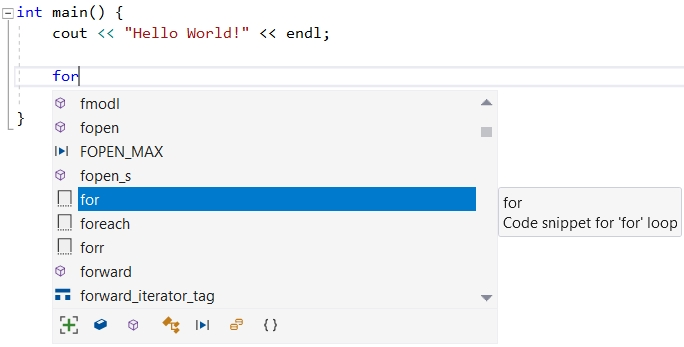 int main() {
cout << "Hello World!" << endl;
for
}
fmodl
fopen
FOPEN_MAX
fopen_s
for
foreach
forr
forward
forward_iterator_tag
{ }
for
Code snippet for 'for' loop